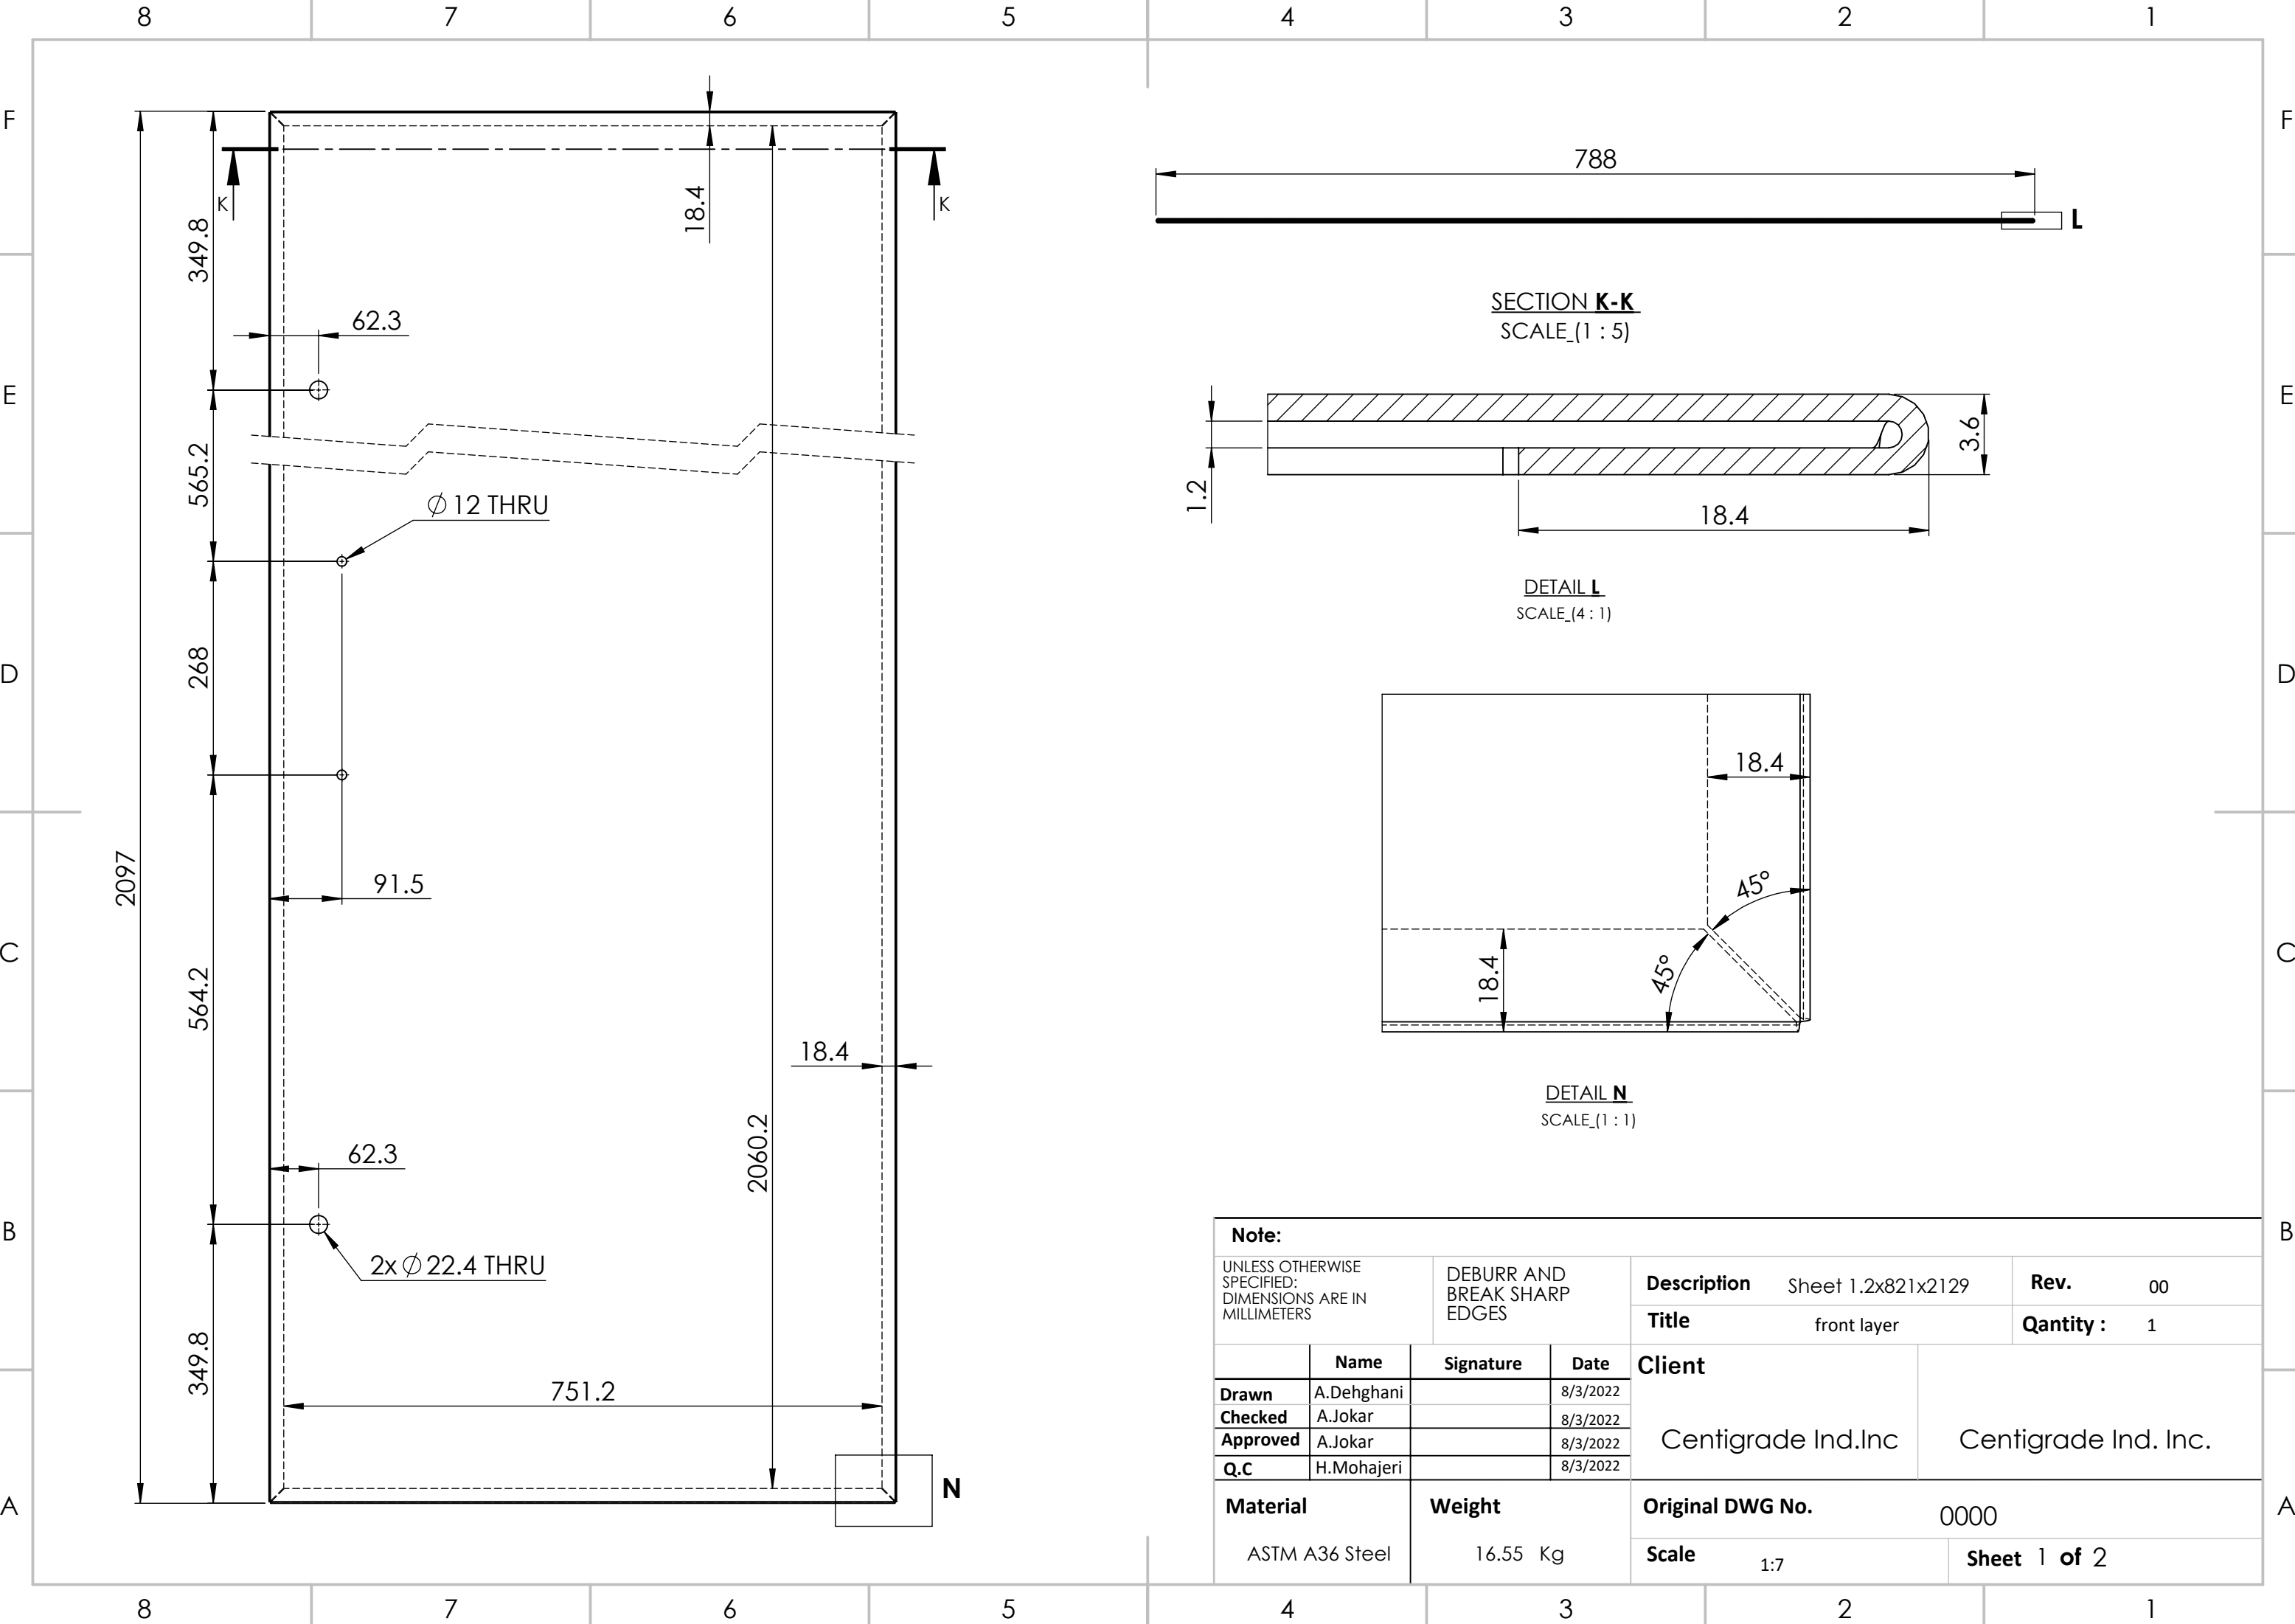 8 7 6 5 4 3 2 1
F F
E E
D D
C C
B B
A A
18.4
K K
349.8
62.3
565.2
Ø 12 THRU
268
2097
91.5
564.2
18.4
62.3
2060.2
2x Ø 22.4 THRU
349.8
751.2
N
788
L
SECTION K-K
SCALE_(1 : 5)
1.2
3.6
18.4
DETAIL L
SCALE_(4 : 1)
18.4
45°
18.4
45°
DETAIL N
SCALE_(1 : 1)
Note:
UNLESS OTHERWISE
SPECIFIED:
DIMENSIONS ARE IN
MILLIMETERS
DEBURR AND
BREAK SHARP
EDGES
Description Sheet 1.2x821x2129 Rev. 00
Title front layer Qantity : 1
Name Signature Date
Drawn A.Dehghani 8/3/2022
Checked A.Jokar 8/3/2022
Approved A.Jokar 8/3/2022
Q.C H.Mohajeri 8/3/2022
Client
Centigrade Ind.Inc Centigrade Ind. Inc.
Material Weight
ASTM A36 Steel 16.55 Kg
Original DWG No. 0000
Scale 1:7 Sheet 1 of 2
8 7 6 5 4 3 2 1